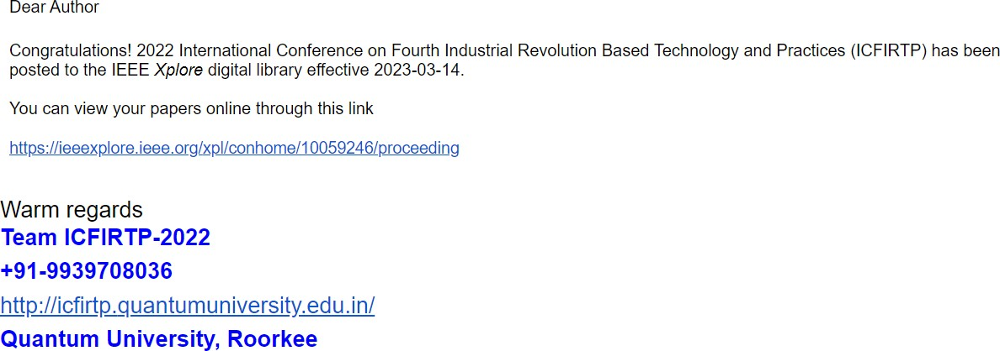 Dear Author
Congratulations! 2022 International Conference on Fourth Industrial Revolution Based Technology and Practices (ICFIRTP) has been
posted to the IEEE Xplore digital library effective 2023-03-14.
You can view your papers online through this link
https://ieeexplore.ieee.org/xpl/conhome/10059246/proceeding
Warm regards
Team ICFIRTP-2022
+91-9939708036
http://icfirtp.quantumuniversity.edu.in/
Quantum University, Roorkee